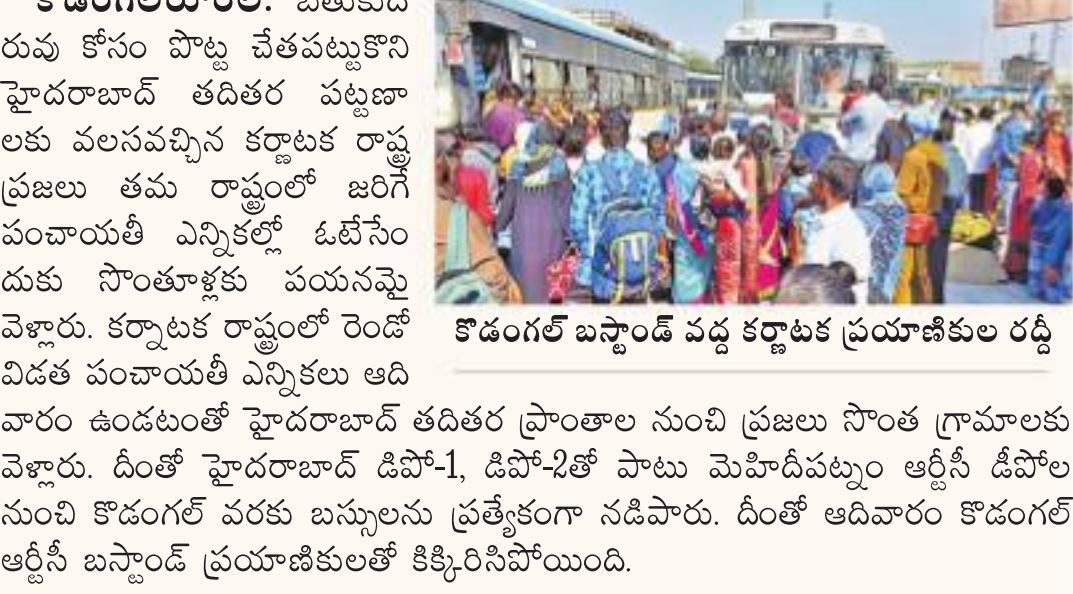 బతుకుదె
రువు కోసం పొట్ట చేతపట్టుకొని
హైదరాబాద్ తదితర పట్టణా
లకు వలసవచ్చిన కర్ణాటక రాష్ట్ర
ప్రజలు తమ రాష్ట్రంలో జరిగే
పంచాయతీ ఎన్నికల్లో ఓటేసేం
దుకు సొంతూళ్లకు పయనమై
వెళ్లారు. కర్నాటక రాష్ట్రంలో రెండో
విడత పంచాయతీ ఎన్నికలు ఆది
వారం ఉండటంతో హైదరాబాద్ తదితర ప్రాంతాల నుంచి ప్రజలు సొంత గ్రామాలకు
వెళ్లారు. దీంతో హైదరాబాద్ డిపో-1, డిపో-2తో పాటు మెహిదీపట్నం ఆర్టీసీ డీపోల
నుంచి కొడంగల్ వరకు బస్సులను ప్రత్యేకంగా నడిపారు. దీంతో ఆదివారం కొడంగల్
ఆర్టీసీ బస్టాండ్ ప్రయాణికులతో కిక్కిరిసిపోయింది.
కొడంగల్ బస్టాండ్ వద్ద కర్ణాటక ప్రయాణికుల రద్దీ